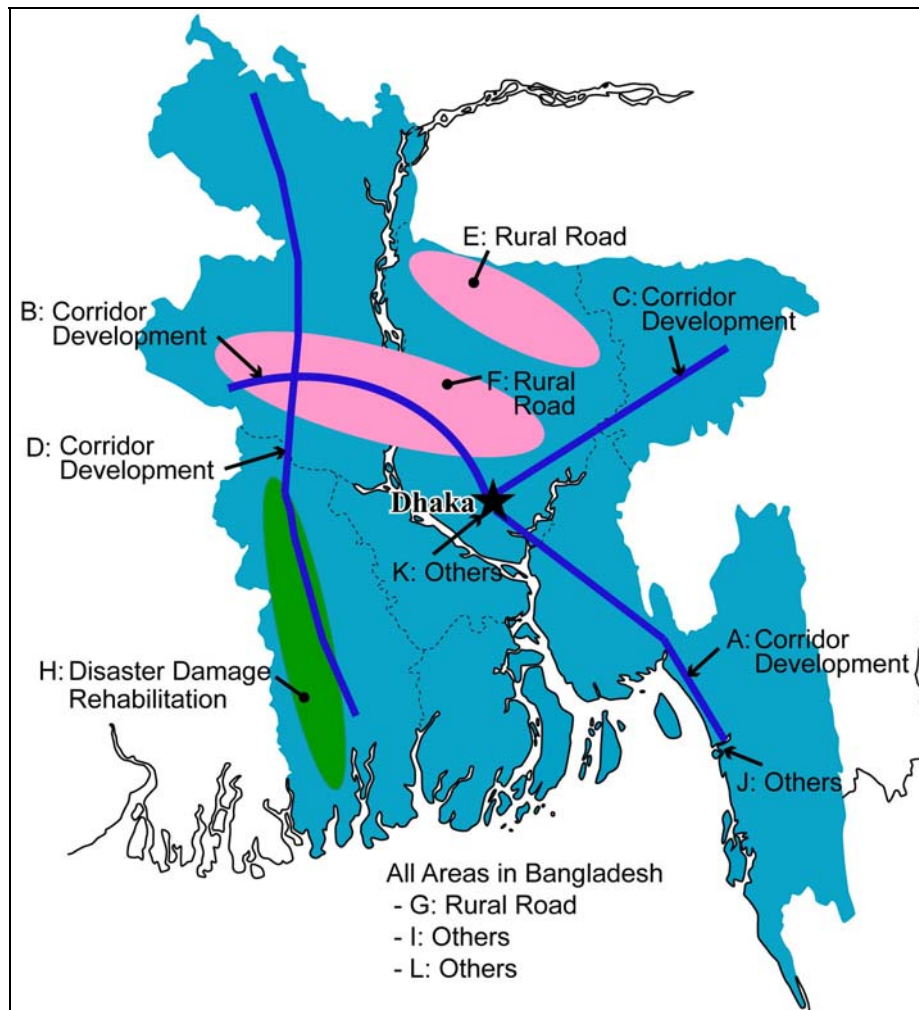 E: Rural Road
B: Corridor
Development
C: Corridor
Development
F: Rural
Road
D: Corridor
Development
Dhaka
K: Others
H: Disaster Damage
Rehabilitation
A: Corridor
Development
J: Others
All Areas in Bangladesh
- G: Rural Road
- I: Others
- L: Others